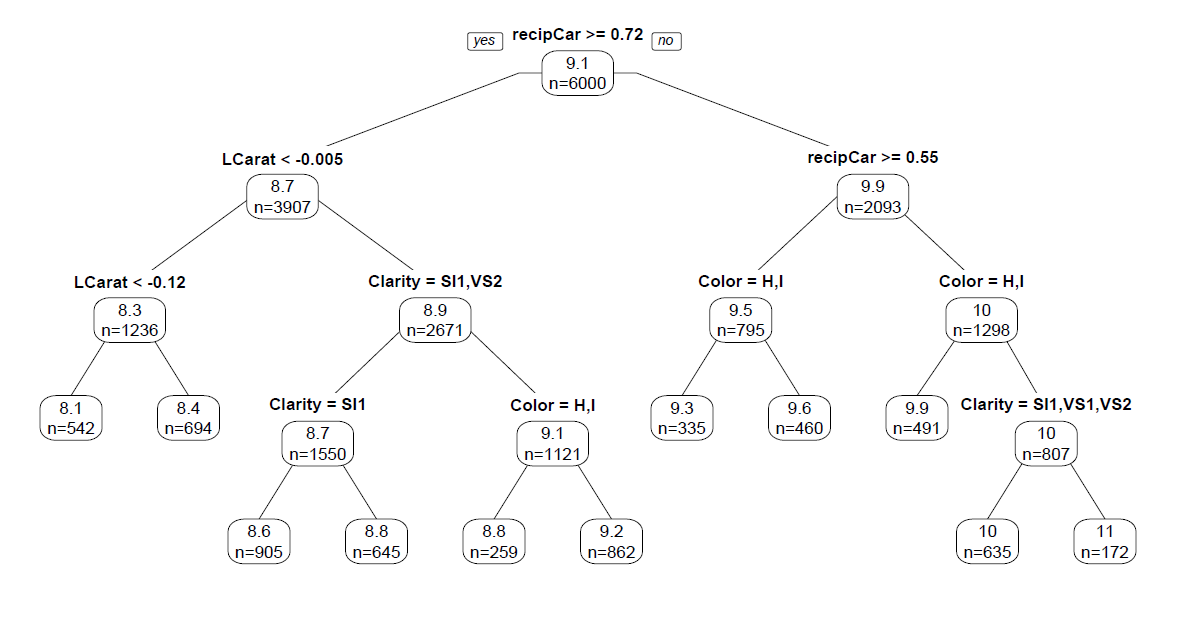 yes recipCar >= 0.72 no
9.1
n=6000
LCarat < -0.005 recipCar >= 0.55
8.7 9.9
n=3907 n=2093
LCarat < -0.12 Clarity = SI1,VS2 Color = H,I Color = H,I
8.3 8.9 9.5 10
n=1236 n=2671 n=795 n=1298
8.1 8.4 Clarity = SI1 Color = H,I 9.3 9.6 9.9 Clarity = SI1,VS1,VS2
n=542 n=694 n=335 n=460 n=491
8.7 9.1 10
n=1550 n=1121 n=807
8.6 8.8 8.8 9.2 10 11
n=905 n=645 n=259 n=862 n=635 n=172